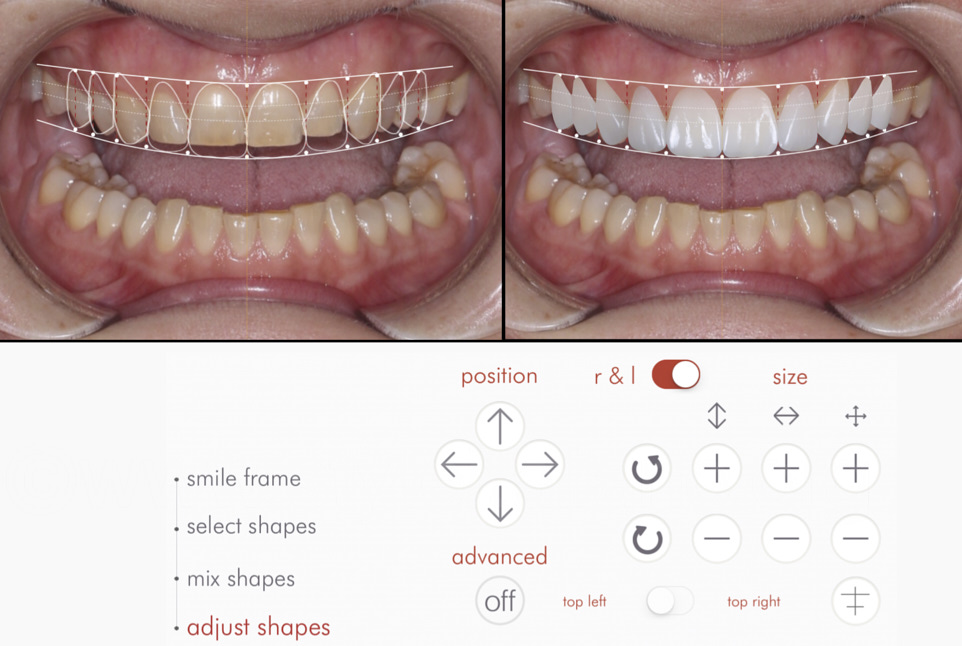 position
r & l
size
smile frame
select shapes
mix shapes
adjust shapes
advanced
off
top left
top right